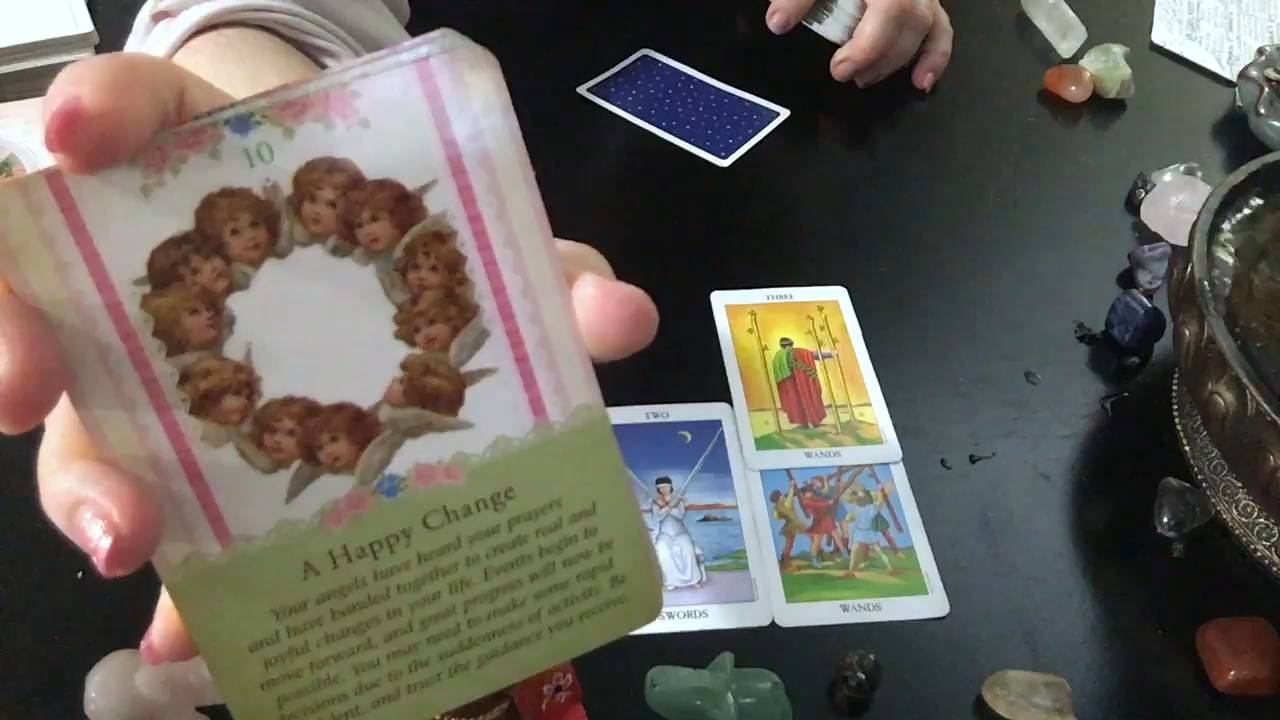 10
A Happy Change
Your angels have heard your prayers
and have banded together to create real and
joyful changes in your life. Events begin to
move forward, and great progress will now be
possible. You may need to make some rapid
decisions due to the suddenness of activity. Be
and trust the guidance you receive.
THREE
WANDS
TWO
SWORDS
WANDS